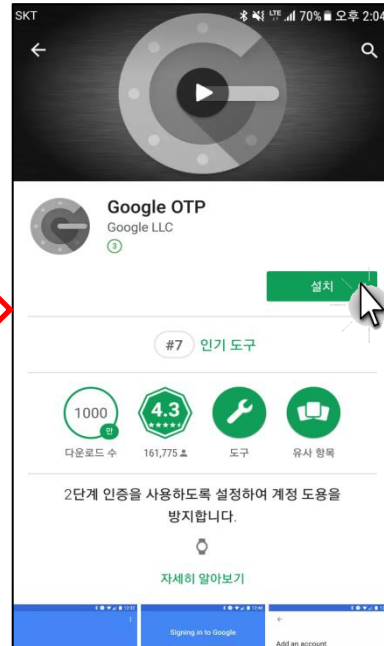 SKT LTE 70% 오후 2:04
Google OTP
Google LLC
3
설치
#7 인기 도구
1000 만 4.3
다운로드 수 161,775 도구 유사 항목
2단계 인증을 사용하도록 설정하여 계정 도용을
방지합니다.
자세히 알아보기
Signing in to Google
Add an account